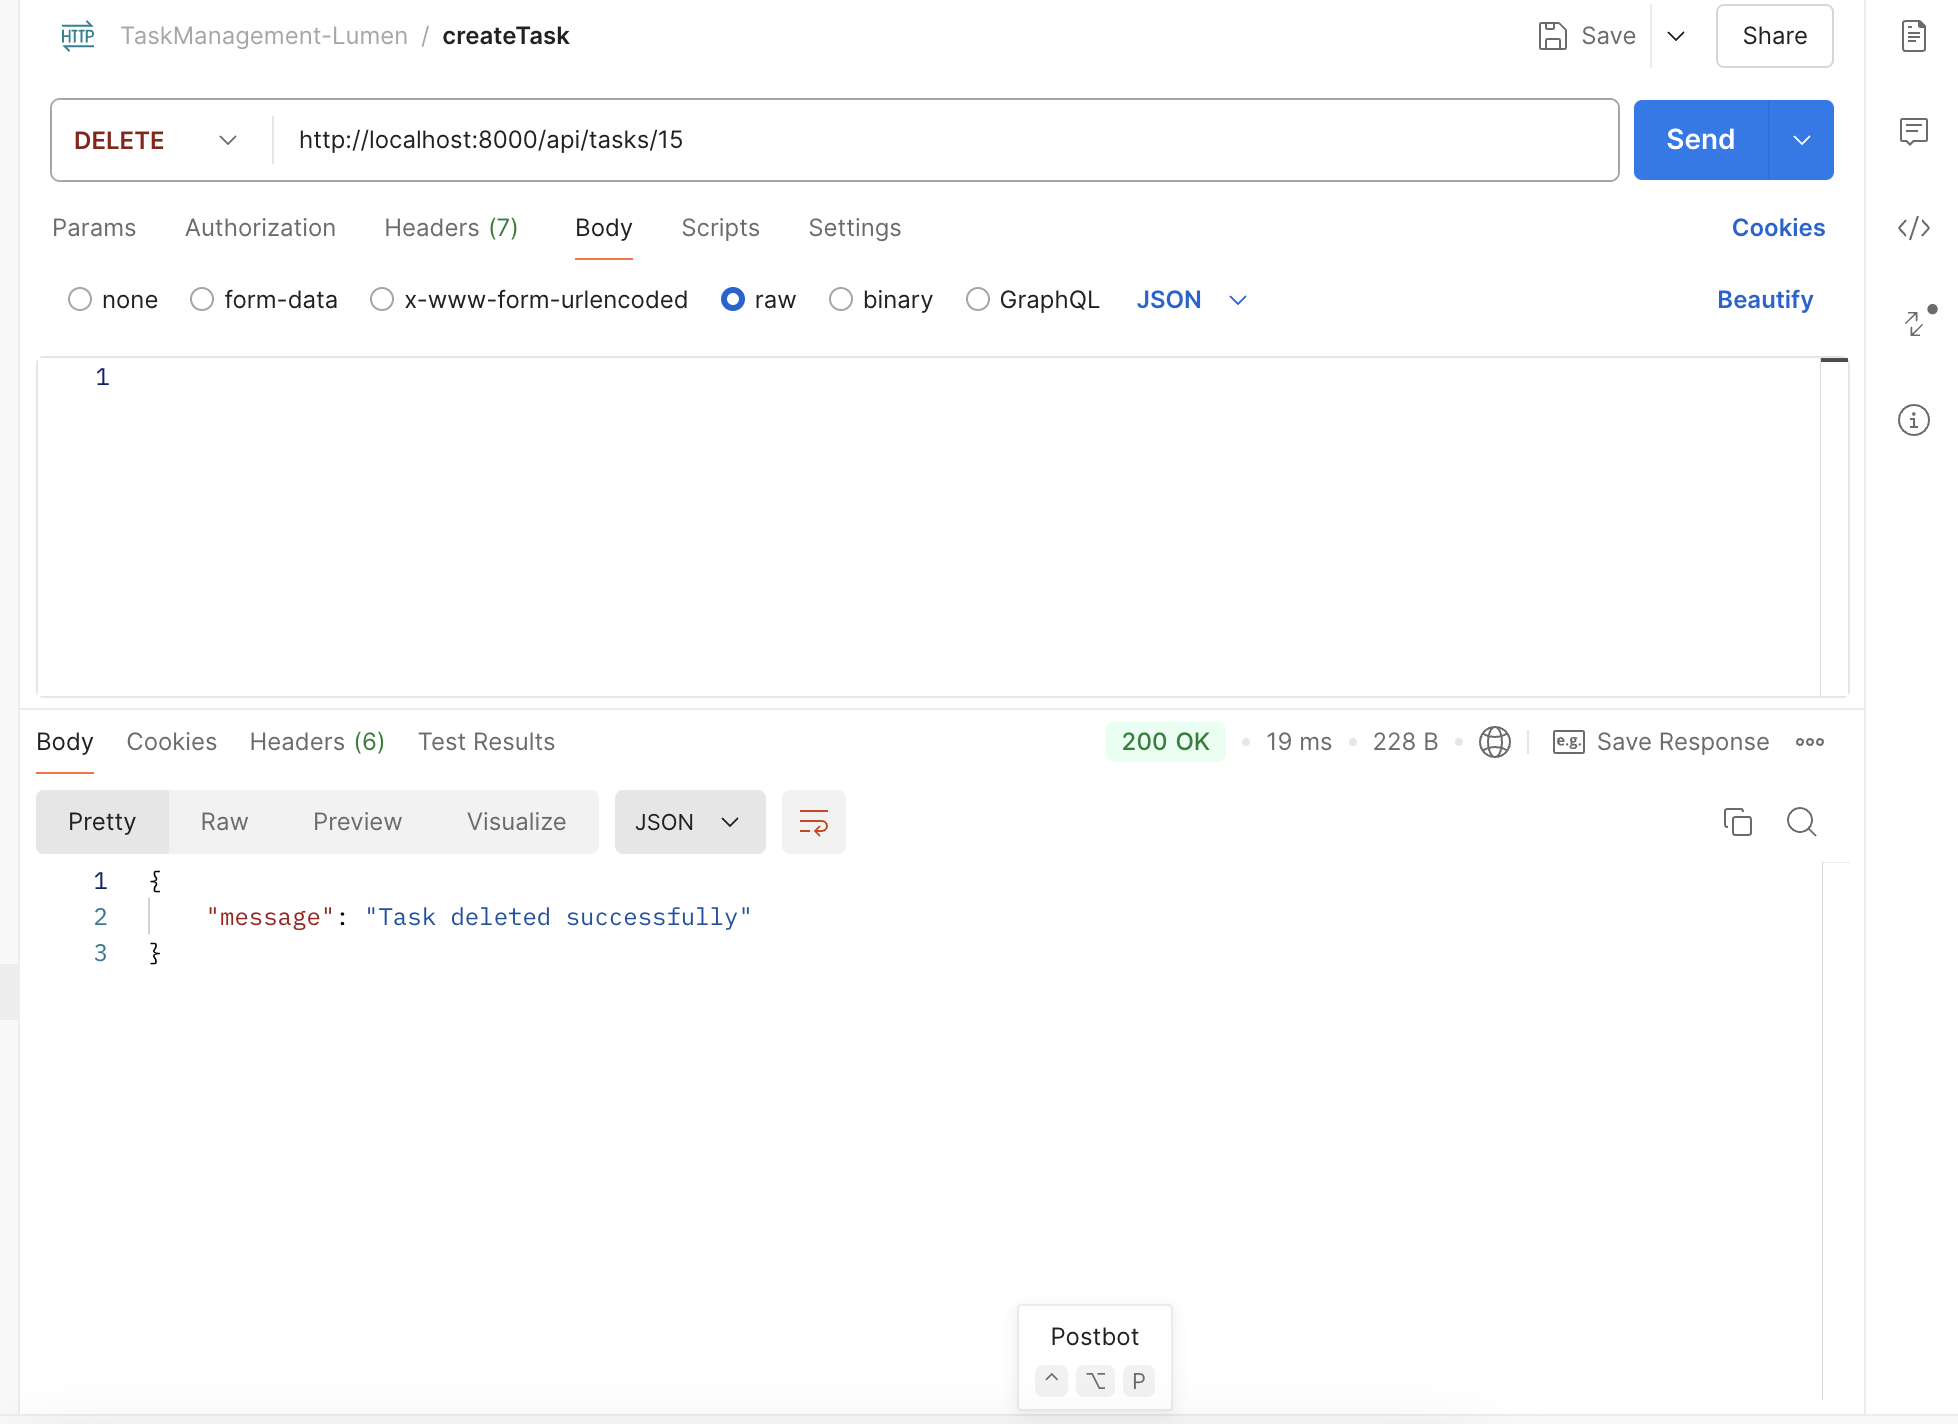 HTTP TaskManagement-Lumen / createTask Save Share
DELETE http://localhost:8000/api/tasks/15 Send
Params Authorization Headers (7) Body Scripts Settings Cookies
none form-data x-www-form-urlencoded raw binary GraphQL JSON Beautify
1
Body Cookies Headers (6) Test Results 200 OK • 19 ms • 228 B • e.g. Save Response
Pretty Raw Preview Visualize JSON
1 {
2 "message": "Task deleted successfully"
3 }
Postbot
^ ⌥ P